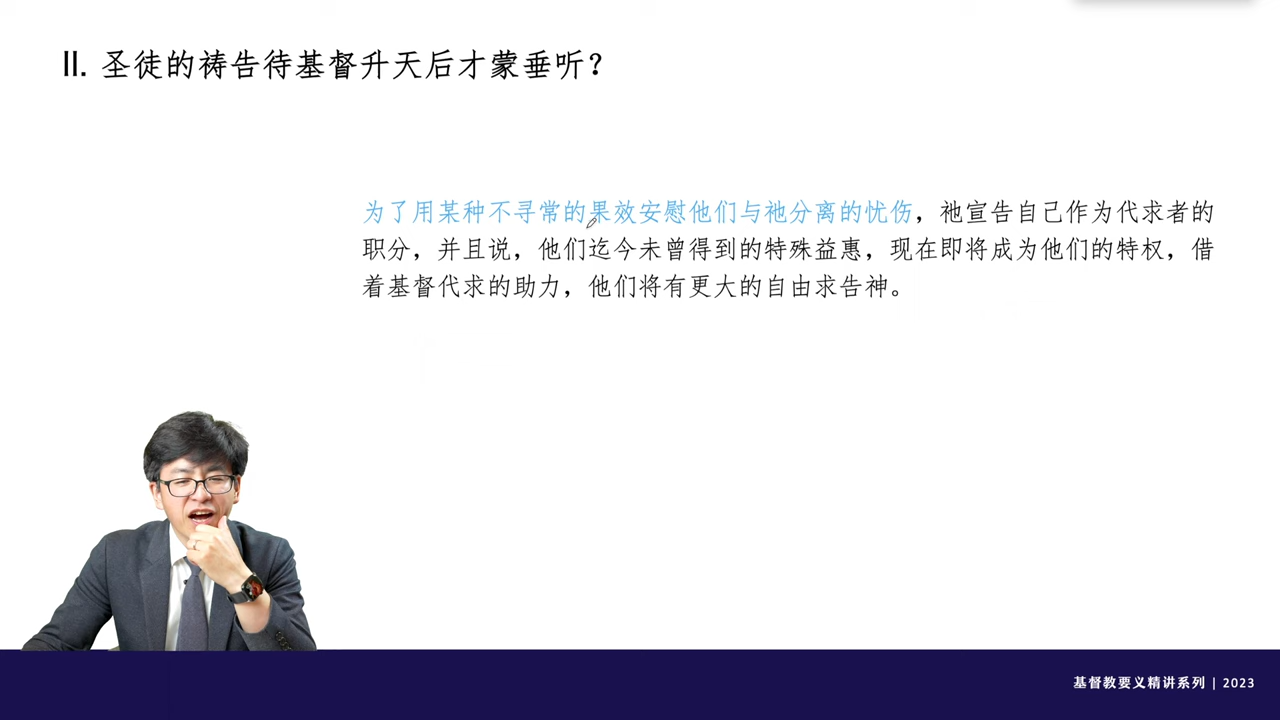 II. 圣徒的祷告待基督升天后才蒙垂听？
为了用某种不寻常的果效安慰他们与祂分离的忧伤，祂宣告自己作为代求者的
职分，并且说，他们迄今未曾得到的特殊益惠，现在即将成为他们的特权，借
着基督代求的助力，他们将有更大的自由求告神。
基督教要义精讲系列 | 2023